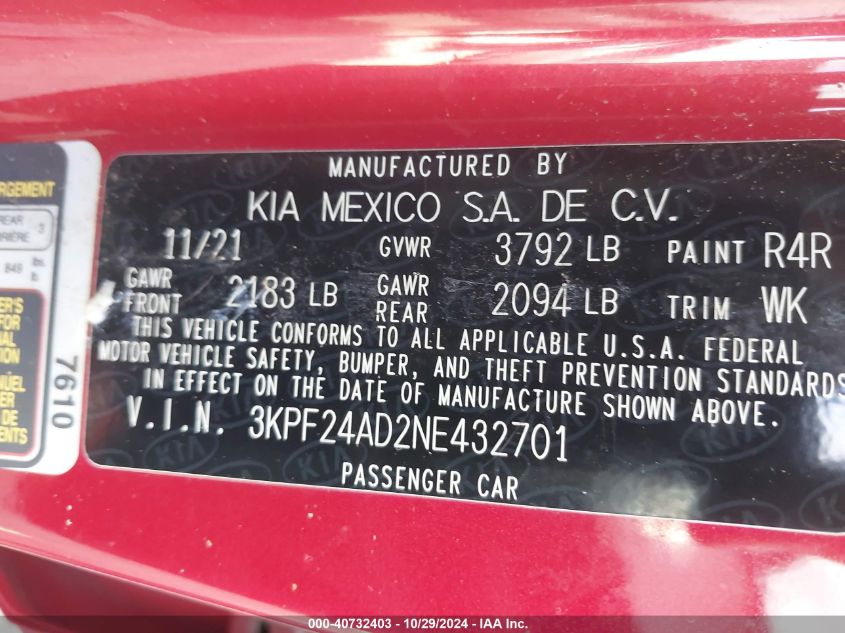 MANUFACTURED BY
KIA MEXICO S.A. DE C.V.
11/21 GVWR 3792 LB PAINT R4R
GAWR FRONT 2183 LB GAWR REAR 2094 LB TRIM WK
THIS VEHICLE CONFORMS TO ALL APPLICABLE U.S.A. FEDERAL
MOTOR VEHICLE SAFETY, BUMPER, AND THEFT PREVENTION STANDARDS
IN EFFECT ON THE DATE OF MANUFACTURE SHOWN ABOVE.
V.I.N. 3KPF24AD2NE432701
PASSENGER CAR
7610
000-40732403 - 10/29/2024 - IAA Inc.